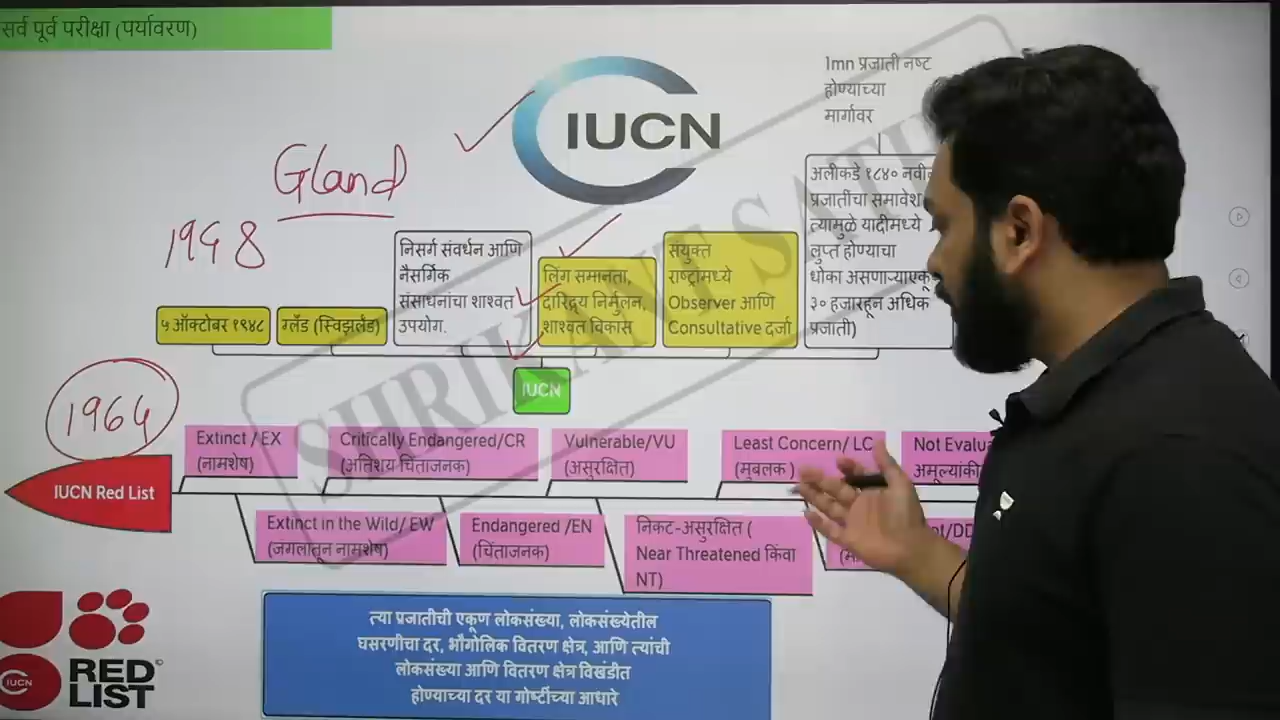 सर्व पूर्व परीक्षा (पर्यावरण)
IUCN
1mn प्रजाती नष्ट
होण्याच्या
मार्गावर
Gland
1948
५ ऑक्टोबर १९४८
ग्लँड (स्विझर्लंड)
निसर्ग संवर्धन आणि
नैसर्गिक
संसाधनांचा शाश्वत
उपयोग.
लिंग समानता,
दारिद्र्य निर्मुलन,
शाश्वत विकास
संयुक्त
राष्ट्रांमध्ये
Observer आणि
Consultative दर्जा
अलीकडे १८४० नवीन
प्रजातींचा समावेश
त्यामुळे यादीमध्ये
लुप्त होण्याचा
धोका असणाऱ्या
३० हजारहून अधिक
प्रजाती)
IUCN
1964
IUCN Red List
Extinct / EX
(नामशेष)
Critically Endangered/CR
(अतिशय चिंताजनक)
Vulnerable/VU
(असुरक्षित)
Least Concern/ LC
(मुबलक )
Not
Extinct in the Wild/ EW
(जंगलातून नामशेष)
Endangered /EN
(चिंताजनक)
निकट-असुरक्षित (
Near Threatened किंवा
NT)
त्या प्रजातीची एकूण लोकसंख्या, लोकसंख्येतील
घसरणीचा दर, भौगोलिक वितरण क्षेत्र, आणि त्यांची
लोकसंख्या आणि वितरण क्षेत्र विखंडीत
होण्याच्या दर या गोष्टींच्या आधारे
IUCN
RED
LIST
SHRIKANT